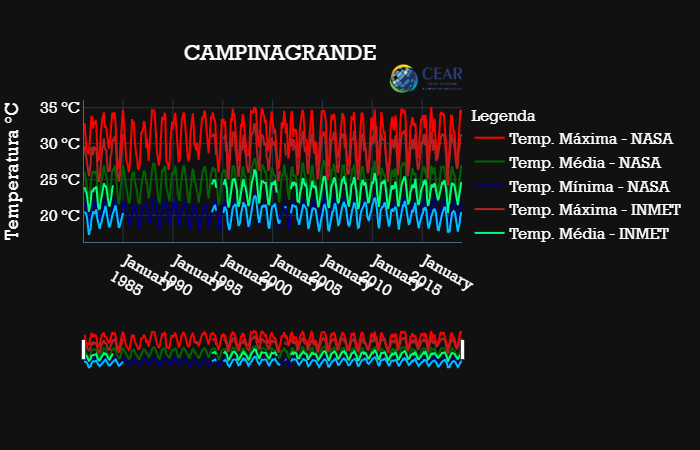 CAMPINAGRANDE
CEAR
Temperatura °C
35 °C
30 °C
25 °C
20 °C
January 1985
January 1990
January 1995
January 2000
January 2005
January 2010
January 2015
January
Legenda
Temp. Máxima - NASA
Temp. Média - NASA
Temp. Mínima - NASA
Temp. Máxima - INMET
Temp. Média - INMET